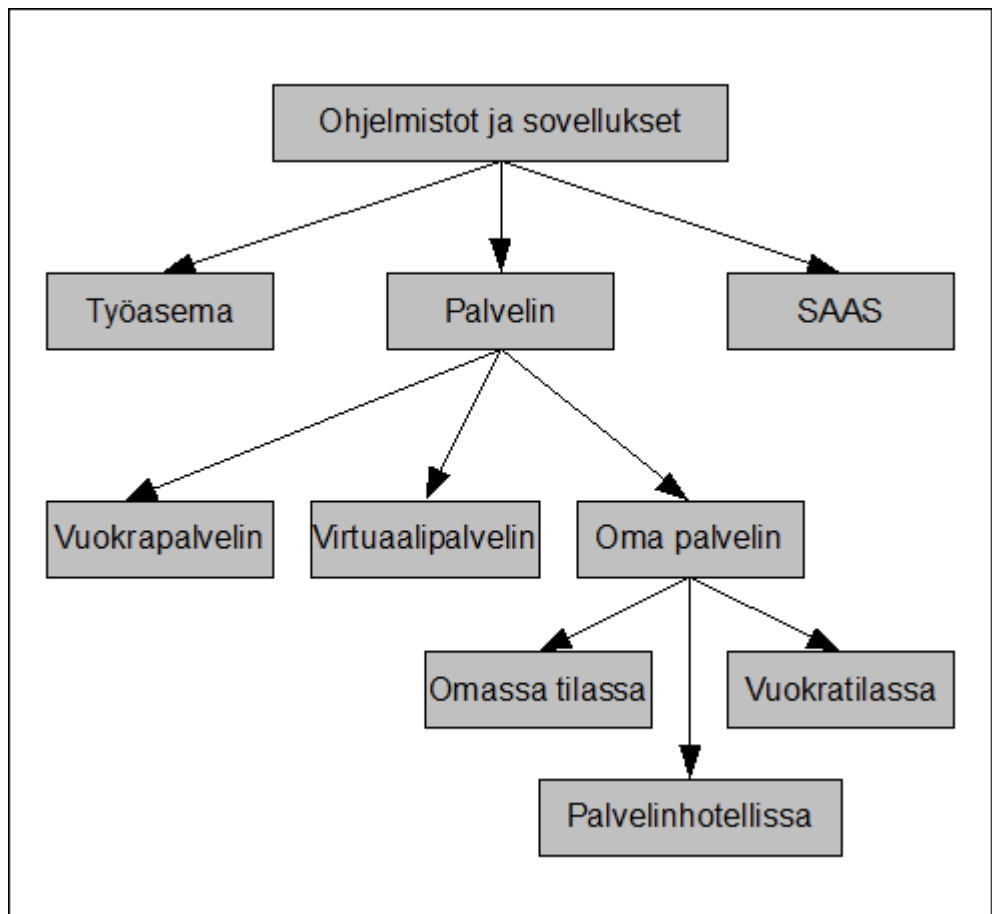 Ohjelmistot ja sovellukset
Työasema
Palvelin
SAAS
Vuokrapalvelin
Virtuaalipalvelin
Oma palvelin
Omassa tilassa
Vuokratilassa
Palvelinhotellissa